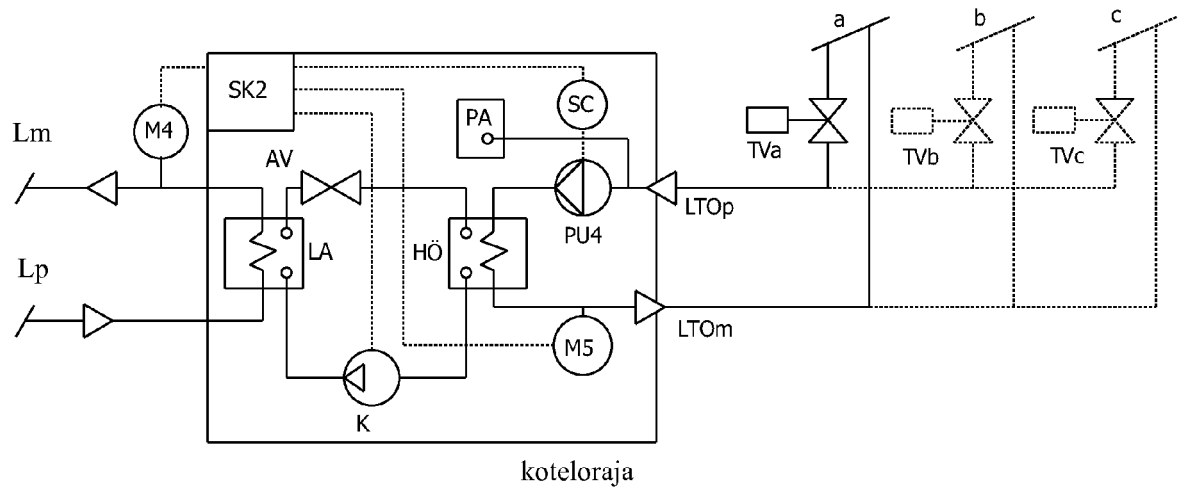 a
b
c
SK2
SC
M4
PA
Lm
TVa
TVb
TVc
AV
LTOp
PU4
LA
HÖ
Lp
LTOm
M5
K
koteloraja